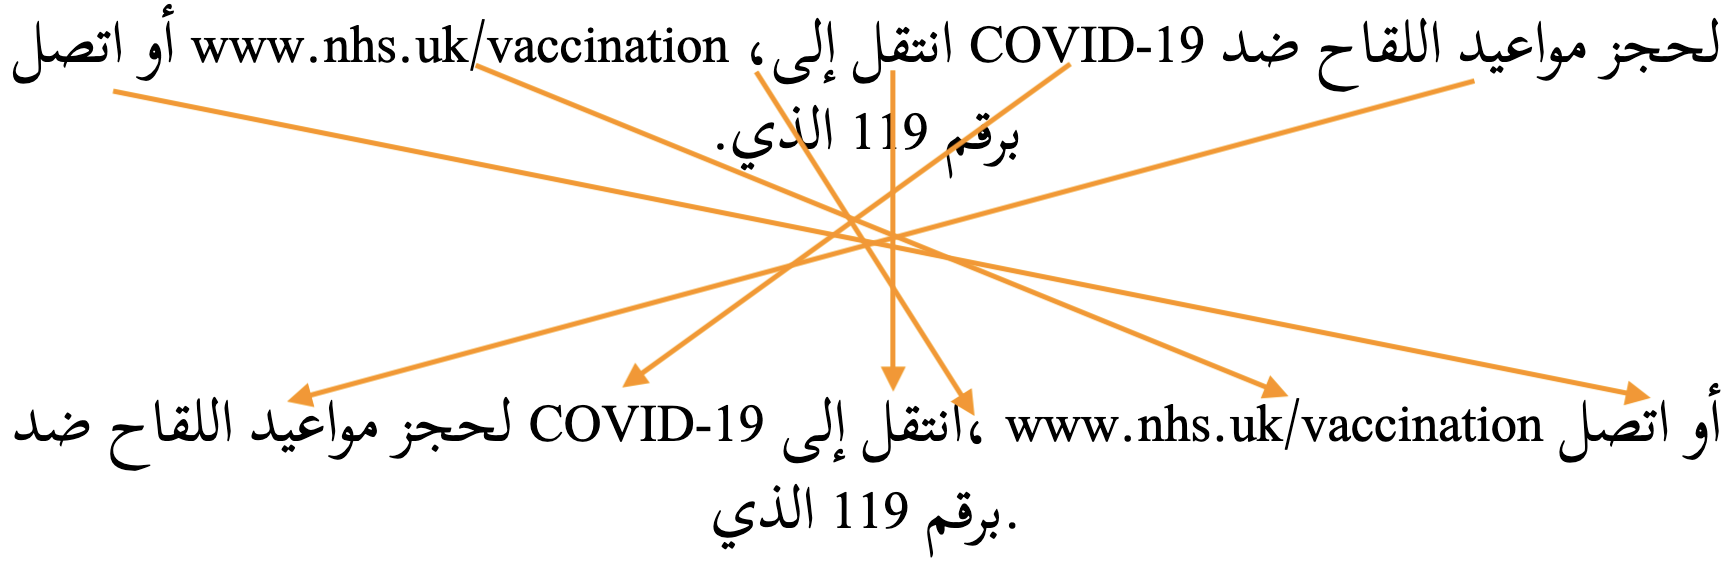 لحجز مواعيد اللقاح ضد COVID-19 انتقل إلى، www.nhs.uk/vaccination أو اتصل
برقم 119 الذي.
أو اتصل www.nhs.uk/vaccination ،انتقل إلى COVID-19 لحجز مواعيد اللقاح ضد
.برقم 119 الذي